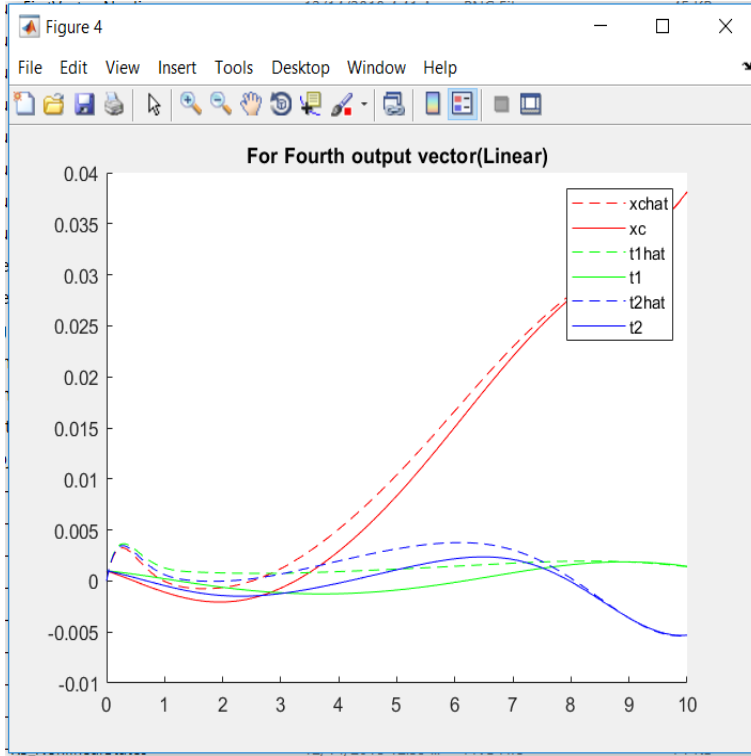 Figure 4
File Edit View Insert Tools Desktop Window Help
For Fourth output vector(Linear)
0.04
0.035
0.03
0.025
0.02
0.015
0.01
0.005
0
-0.005
-0.01
0 1 2 3 4 5 6 7 8 9 10
xchat
xc
t1hat
t1
t2hat
t2